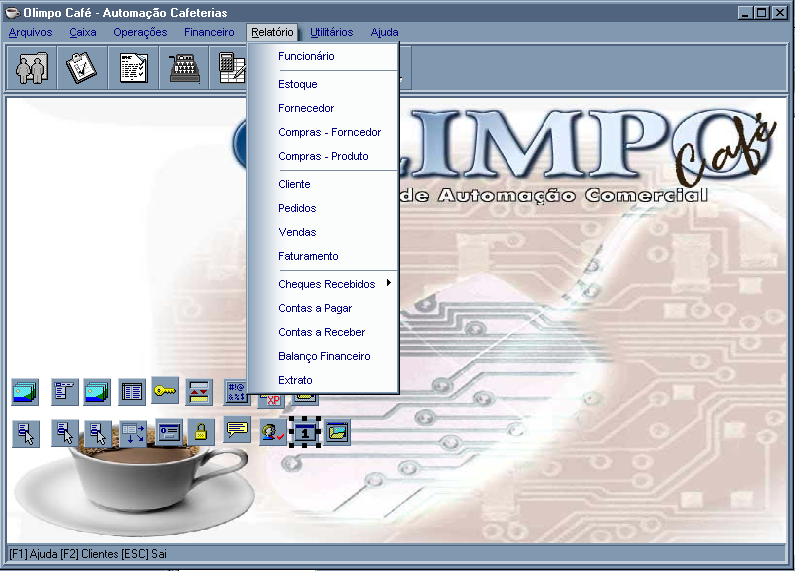 Olimpo Café - Automação Cafeterias
Arquivos Caixa Operações Financeiro Relatório Utilitários Ajuda
Funcionário
Estoque
Fornecedor
Compras - Forncedor
Compras - Produto
Cliente
Pedidos
Vendas
Faturamento
Cheques Recebidos
Contas a Pagar
Contas a Receber
Balanço Financeiro
Extrato
LIMPO
Café
de Automação Comercial
#!@
&%$
XP
1
[F1] Ajuda [F2] Clientes [ESC] Sai